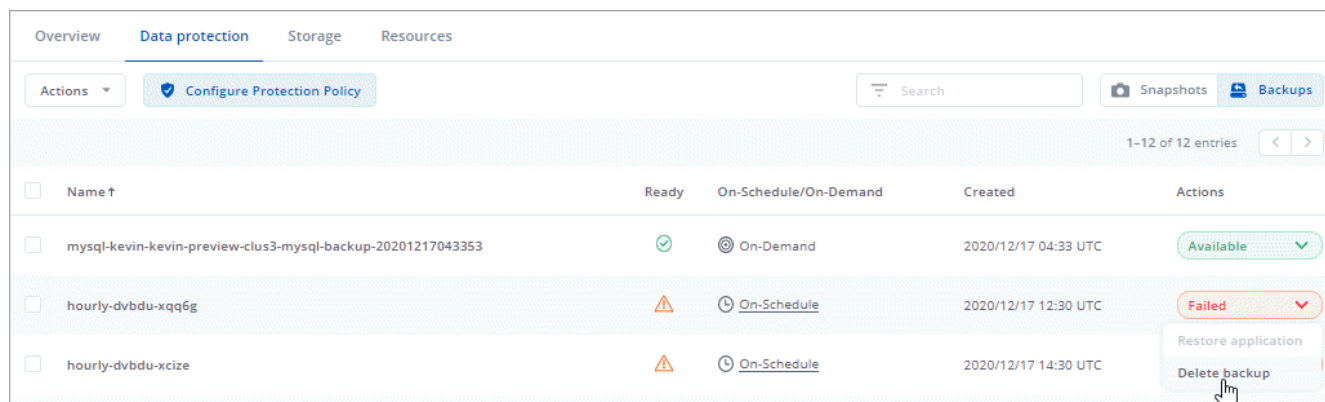 Overview Data protection Storage Resources
Actions Configure Protection Policy Search Snapshots Backups
1–12 of 12 entries
Name↑ Ready On-Schedule/On-Demand Created Actions
mysql-kevin-kevin-preview-clus3-mysql-backup-20201217043353 On-Demand 2020/12/17 04:33 UTC Available
hourly-dvbdu-xqq6g On-Schedule 2020/12/17 12:30 UTC Failed
Restore application
hourly-dvbdu-xcize On-Schedule 2020/12/17 14:30 UTC Delete backup